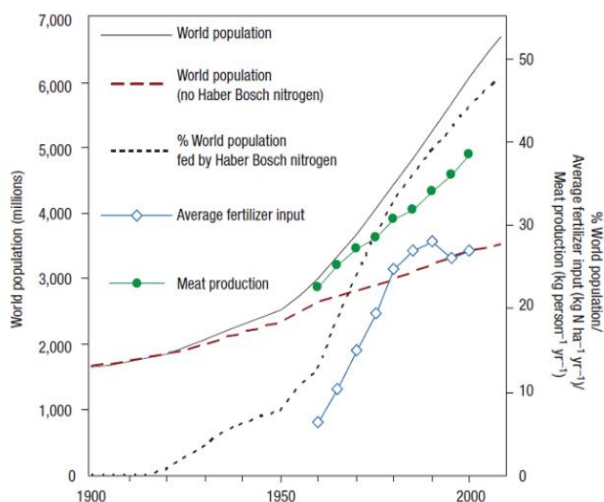 7,000
6,000
5,000
4,000
3,000
2,000
1,000
0
World population (millions)
World population
World population
(no Haber Bosch nitrogen)
% World population
fed by Haber Bosch nitrogen
Average fertilizer input
Meat production
50
40
30
20
10
0
% World population/
Average fertilizer input (kg N ha⁻¹ yr⁻¹)/
Meat production (kg person⁻¹ yr⁻¹)
1900
1950
2000